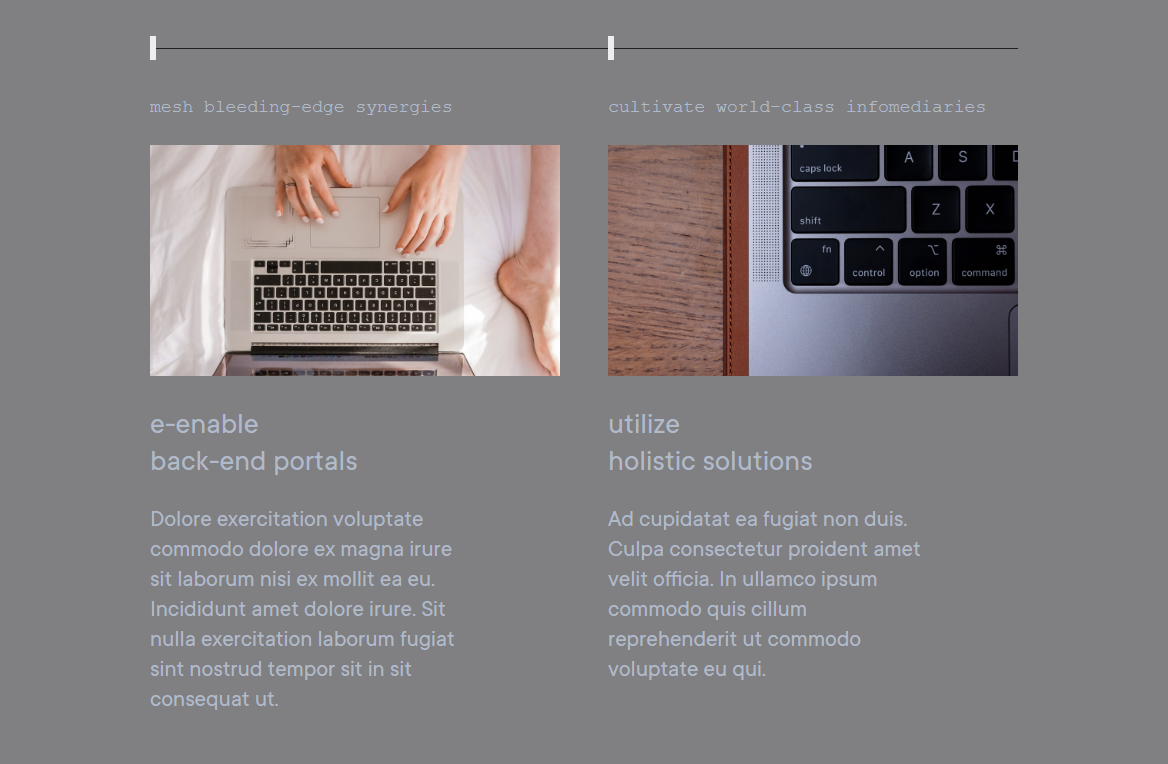 mesh bleeding-edge synergies
cultivate world-class infomediaries
caps lock A S D
shift Z X
fn
control option command
e-enable
back-end portals
utilize
holistic solutions
Dolore exercitation voluptate
commodo dolore ex magna irure
sit laborum nisi ex mollit ea eu.
Incididunt amet dolore irure. Sit
nulla exercitation laborum fugiat
sint nostrud tempor sit in sit
consequat ut.
Ad cupidatat ea fugiat non duis.
Culpa consectetur proident amet
velit officia. In ullamco ipsum
commodo quis cillum
reprehenderit ut commodo
voluptate eu qui.